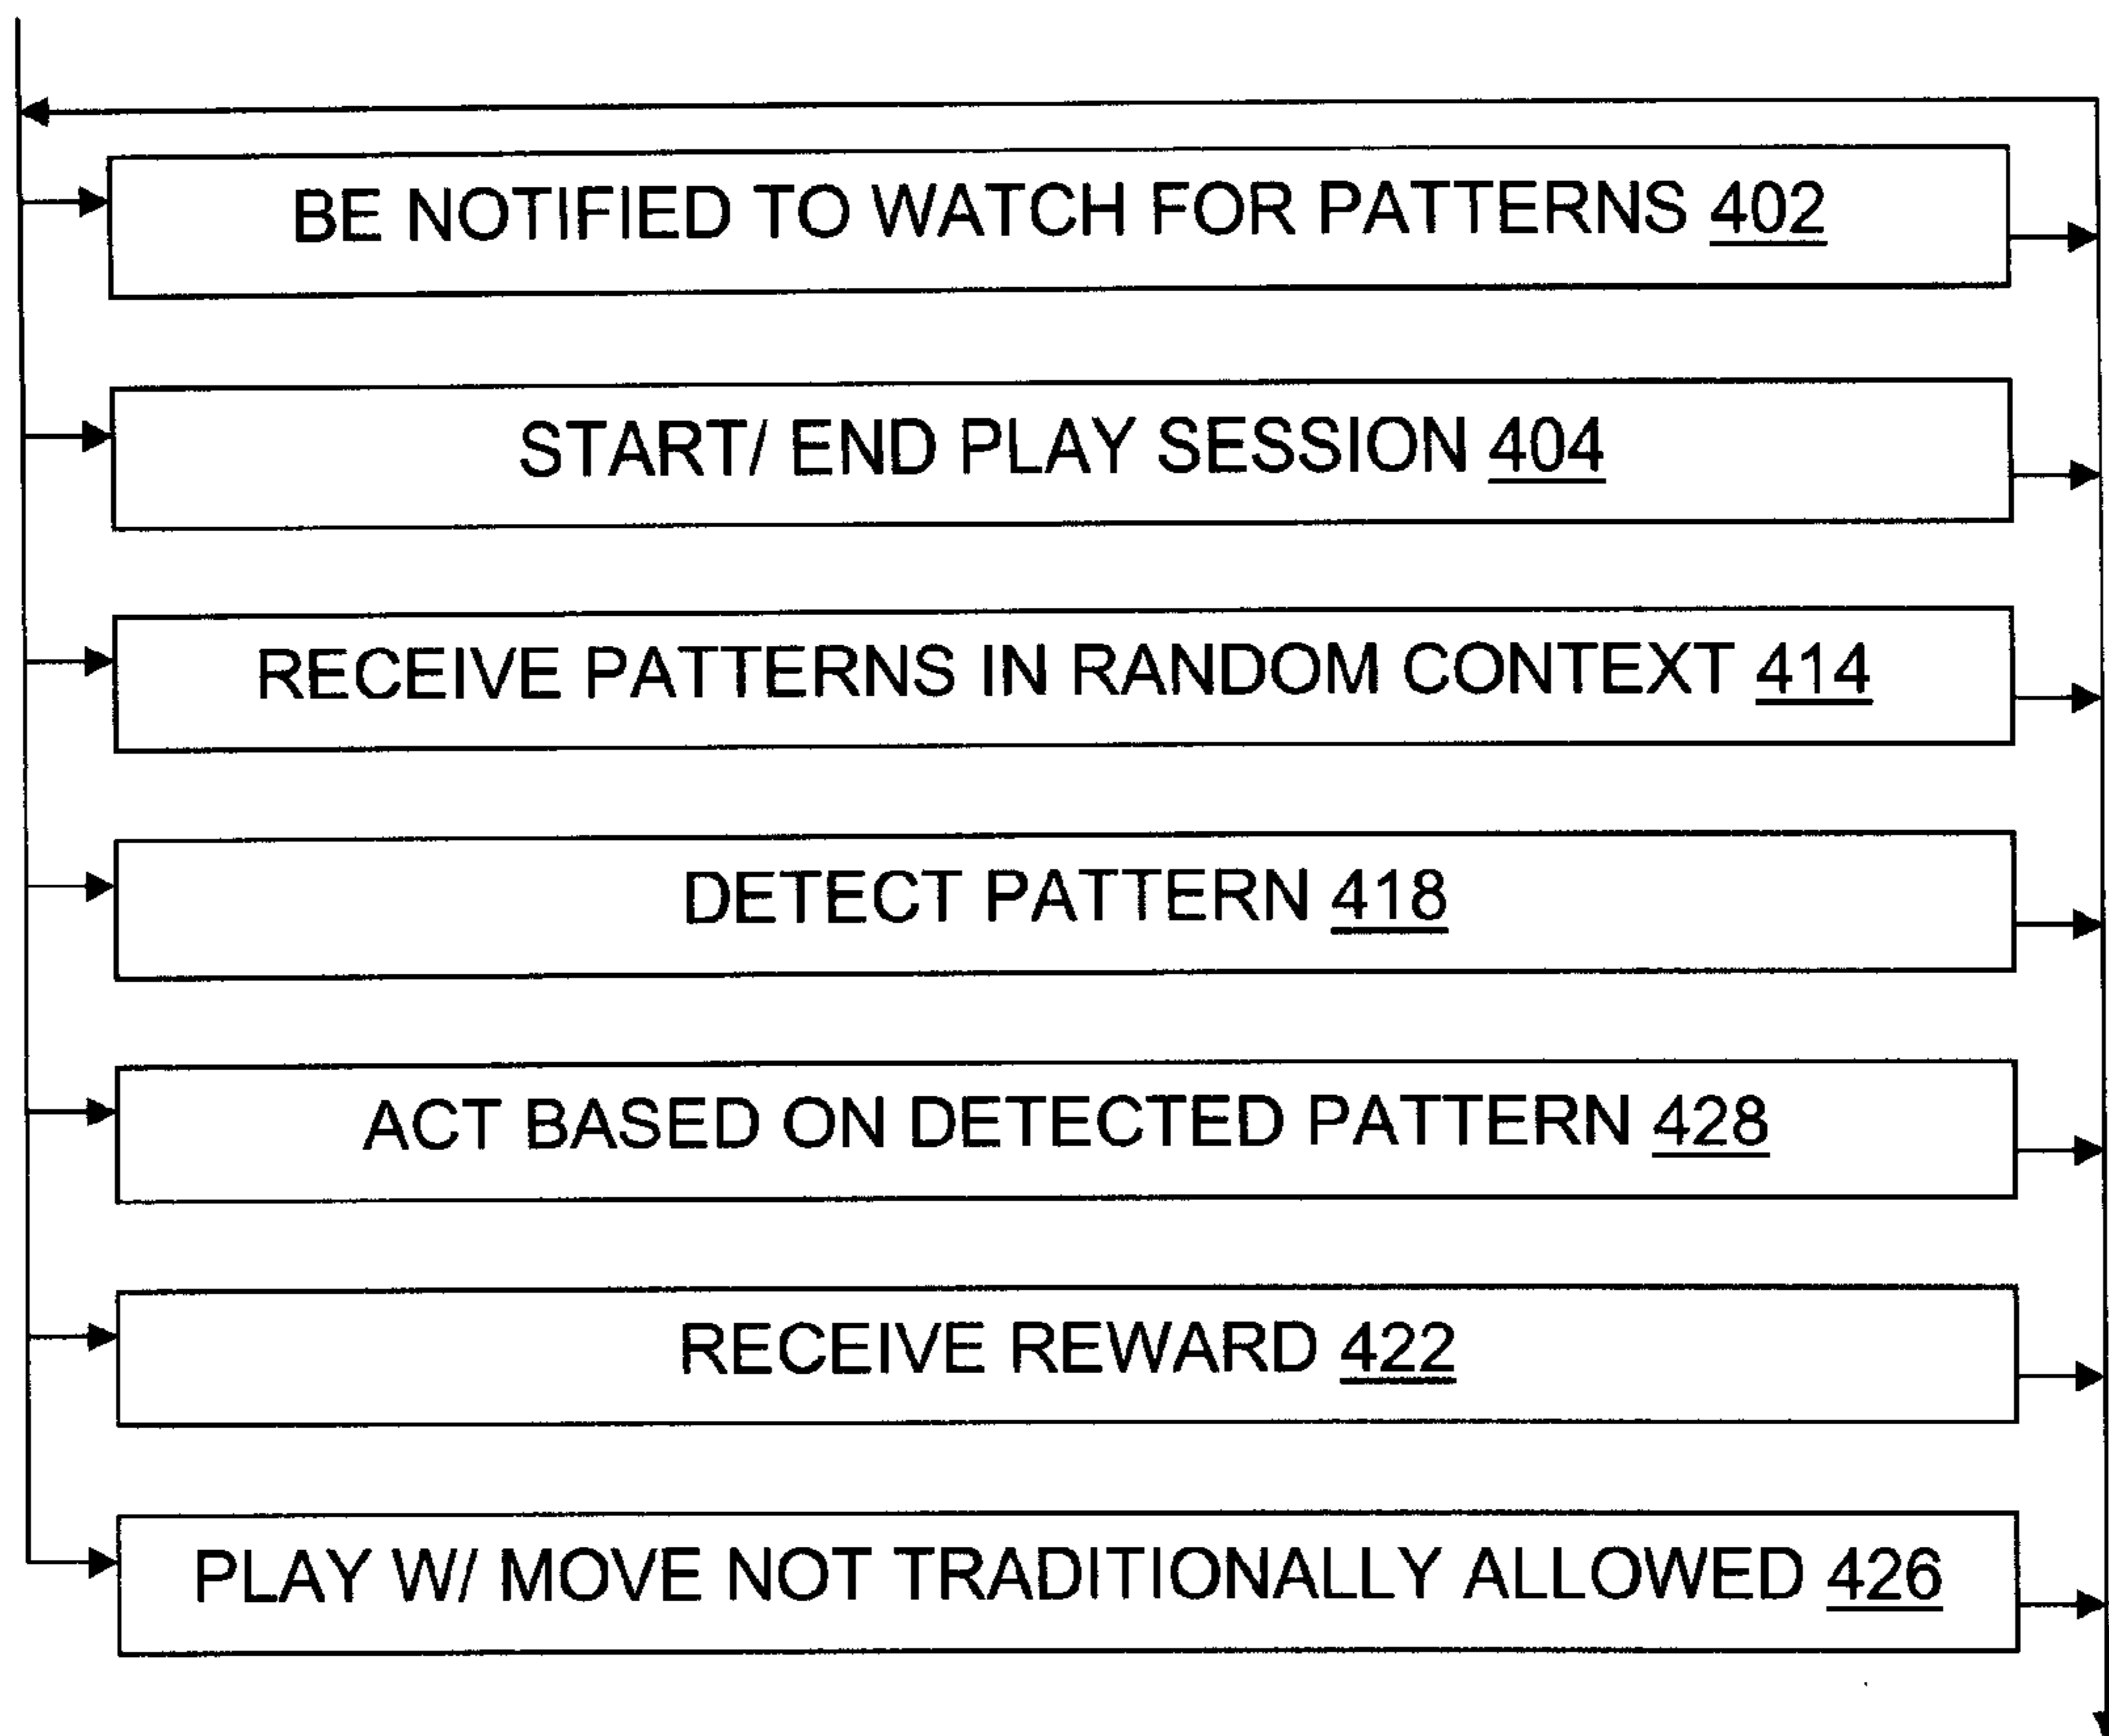 BE NOTIFIED TO WATCH FOR PATTERNS 402
START/ END PLAY SESSION 404
RECEIVE PATTERNS IN RANDOM CONTEXT 414
DETECT PATTERN 418
ACT BASED ON DETECTED PATTERN 428
RECEIVE REWARD 422
PLAY W/ MOVE NOT TRADITIONALLY ALLOWED 426